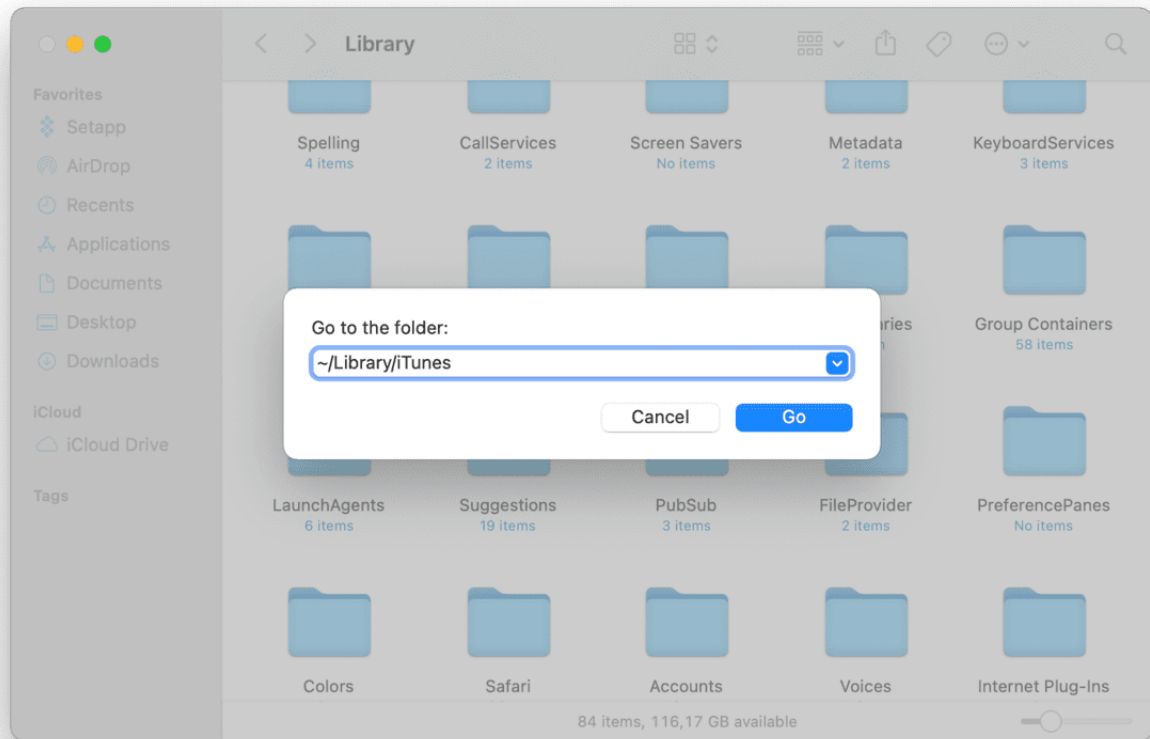 Library
Favorites
Setapp
AirDrop
Recents
Applications
Documents
Desktop
Downloads
iCloud
iCloud Drive
Tags
Spelling CallServices Screen Savers Metadata KeyboardServices
4 items 2 items No items 2 items 3 items
Group Containers
58 items
Go to the folder:
~/Library/iTunes
Cancel Go
LaunchAgents Suggestions PubSub FileProvider PreferencePanes
6 items 19 items 3 items 2 items No items
Colors Safari Accounts Voices Internet Plug-Ins
84 items, 116,17 GB available